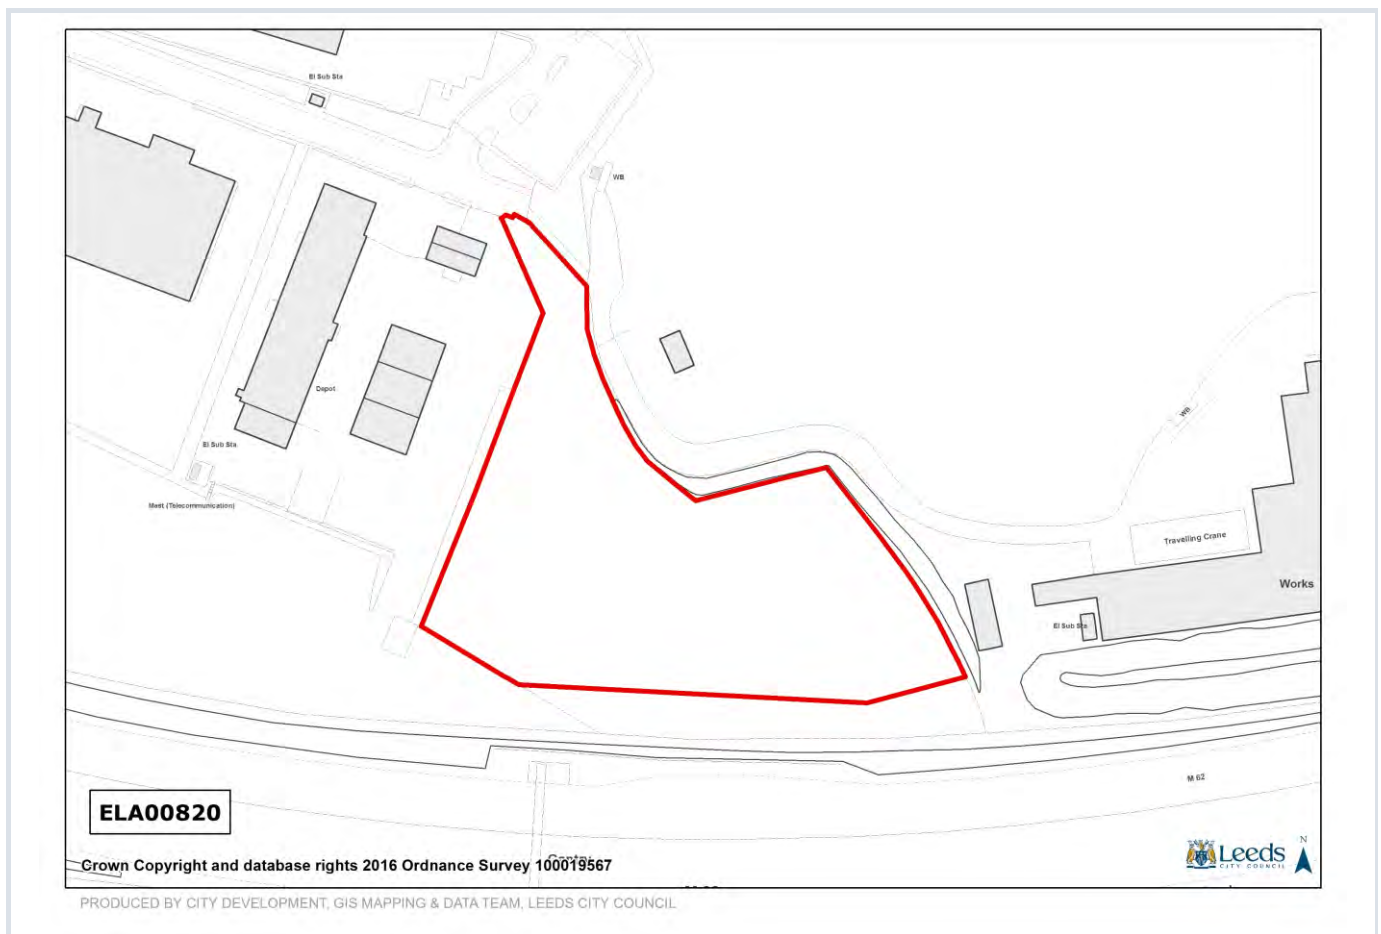 El Sub Sta
WB
Depot
El Sub Sta
Mast (Telecommunication)
WB
Travelling Crane
Works
El Sub Sta
M 62
ELA00820
Crown Copyright and database rights 2016 Ordnance Survey 100019567
Leeds
CITY COUNCIL
N
PRODUCED BY CITY DEVELOPMENT, GIS MAPPING & DATA TEAM, LEEDS CITY COUNCIL